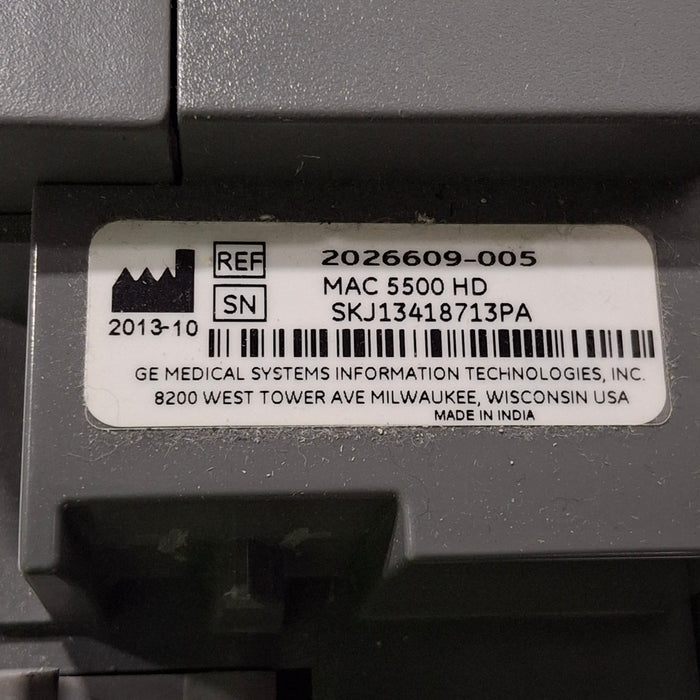 REF 2026609-005
MAC 5500 HD
SN SKJ13418713PA
2013-10
GE MEDICAL SYSTEMS INFORMATION TECHNOLOGIES, INC.
8200 WEST TOWER AVE MILWAUKEE, WISCONSIN USA
MADE IN INDIA